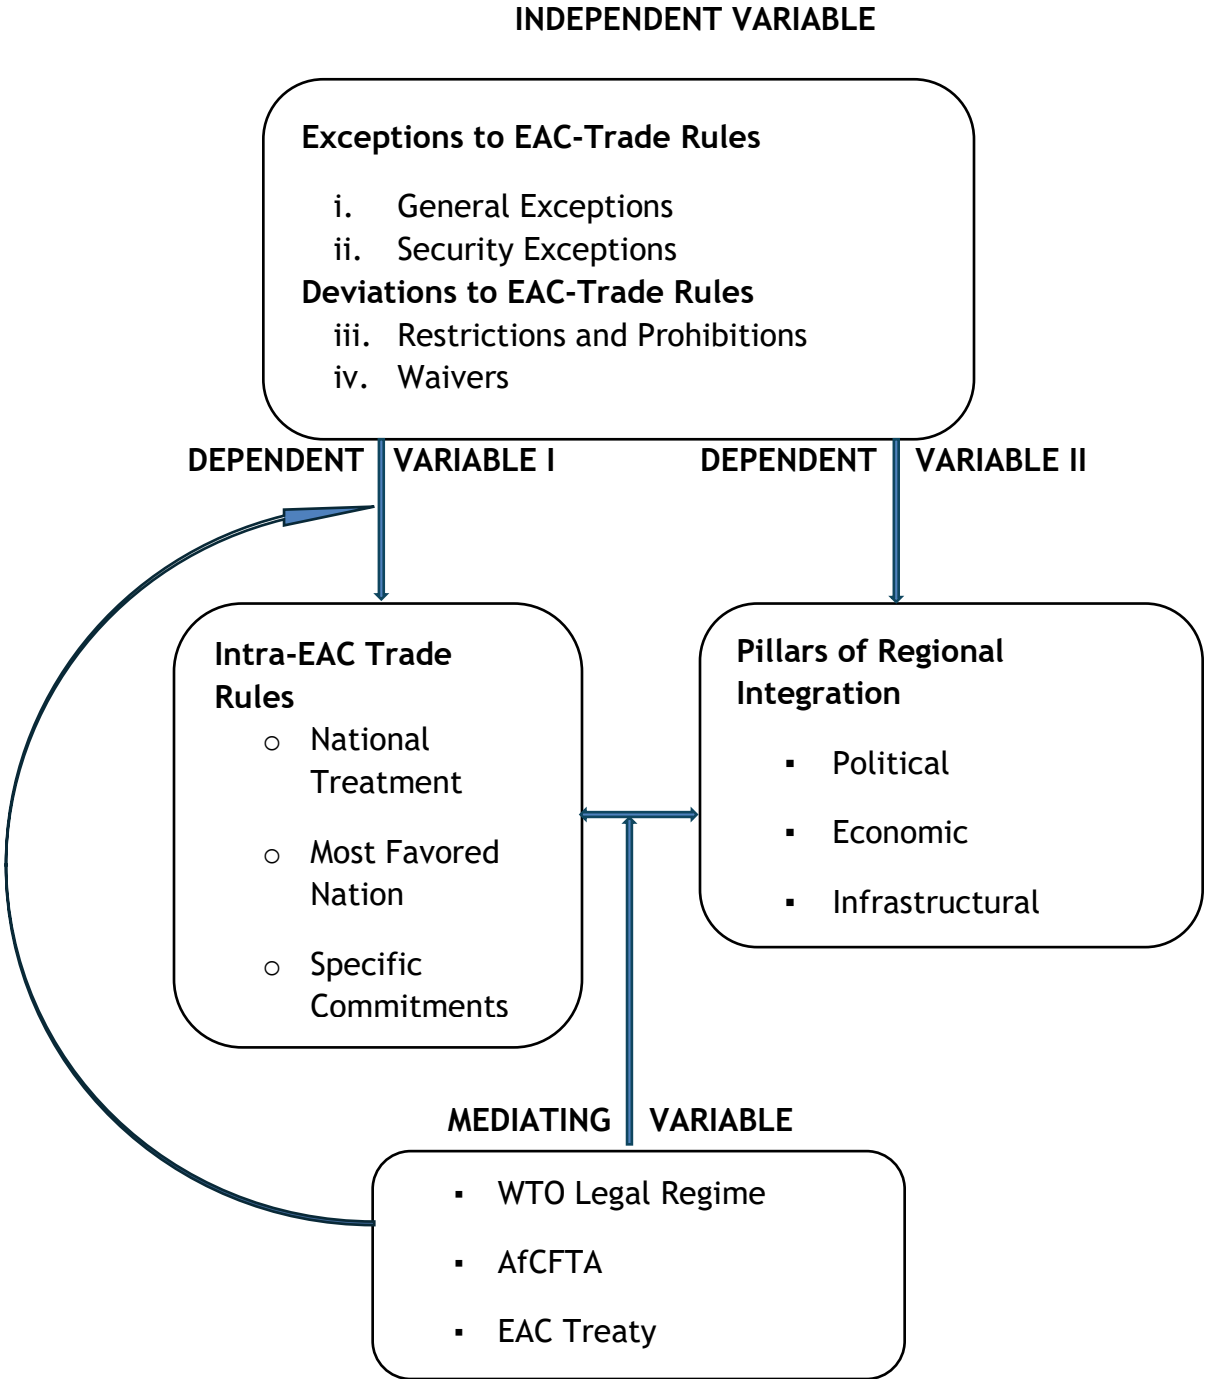 INDEPENDENT VARIABLE
Exceptions to EAC-Trade Rules
i. General Exceptions
ii. Security Exceptions
Deviations to EAC-Trade Rules
iii. Restrictions and Prohibitions
iv. Waivers
DEPENDENT VARIABLE I
DEPENDENT VARIABLE II
Intra-EAC Trade
Rules
o National
Treatment
o Most Favored
Nation
o Specific
Commitments
Pillars of Regional
Integration
▪ Political
▪ Economic
▪ Infrastructural
MEDIATING VARIABLE
▪ WTO Legal Regime
▪ AfCFTA
▪ EAC Treaty